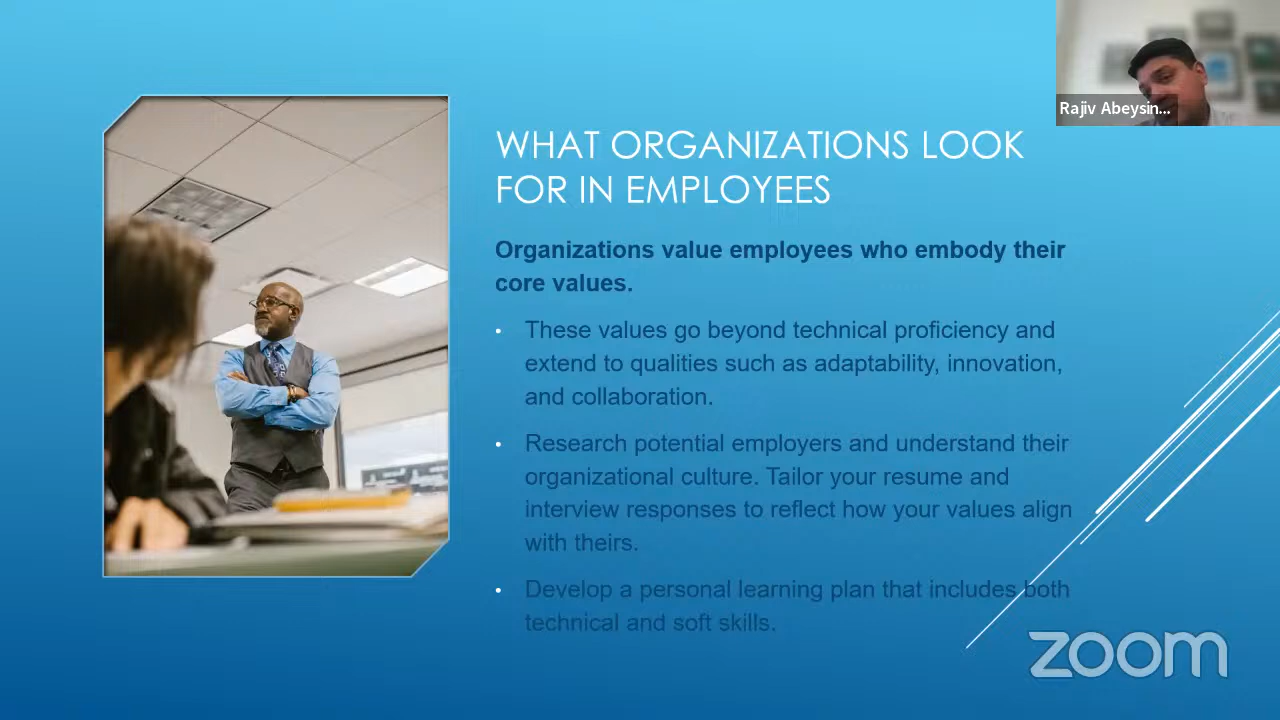 Rajiv Abeysin...
WHAT ORGANIZATIONS LOOK
FOR IN EMPLOYEES
Organizations value employees who embody their
core values.
• These values go beyond technical proficiency and
extend to qualities such as adaptability, innovation,
and collaboration.
• Research potential employers and understand their
organizational culture. Tailor your resume and
interview responses to reflect how your values align
with theirs.
• Develop a personal learning plan that includes both
technical and soft skills.
zoom